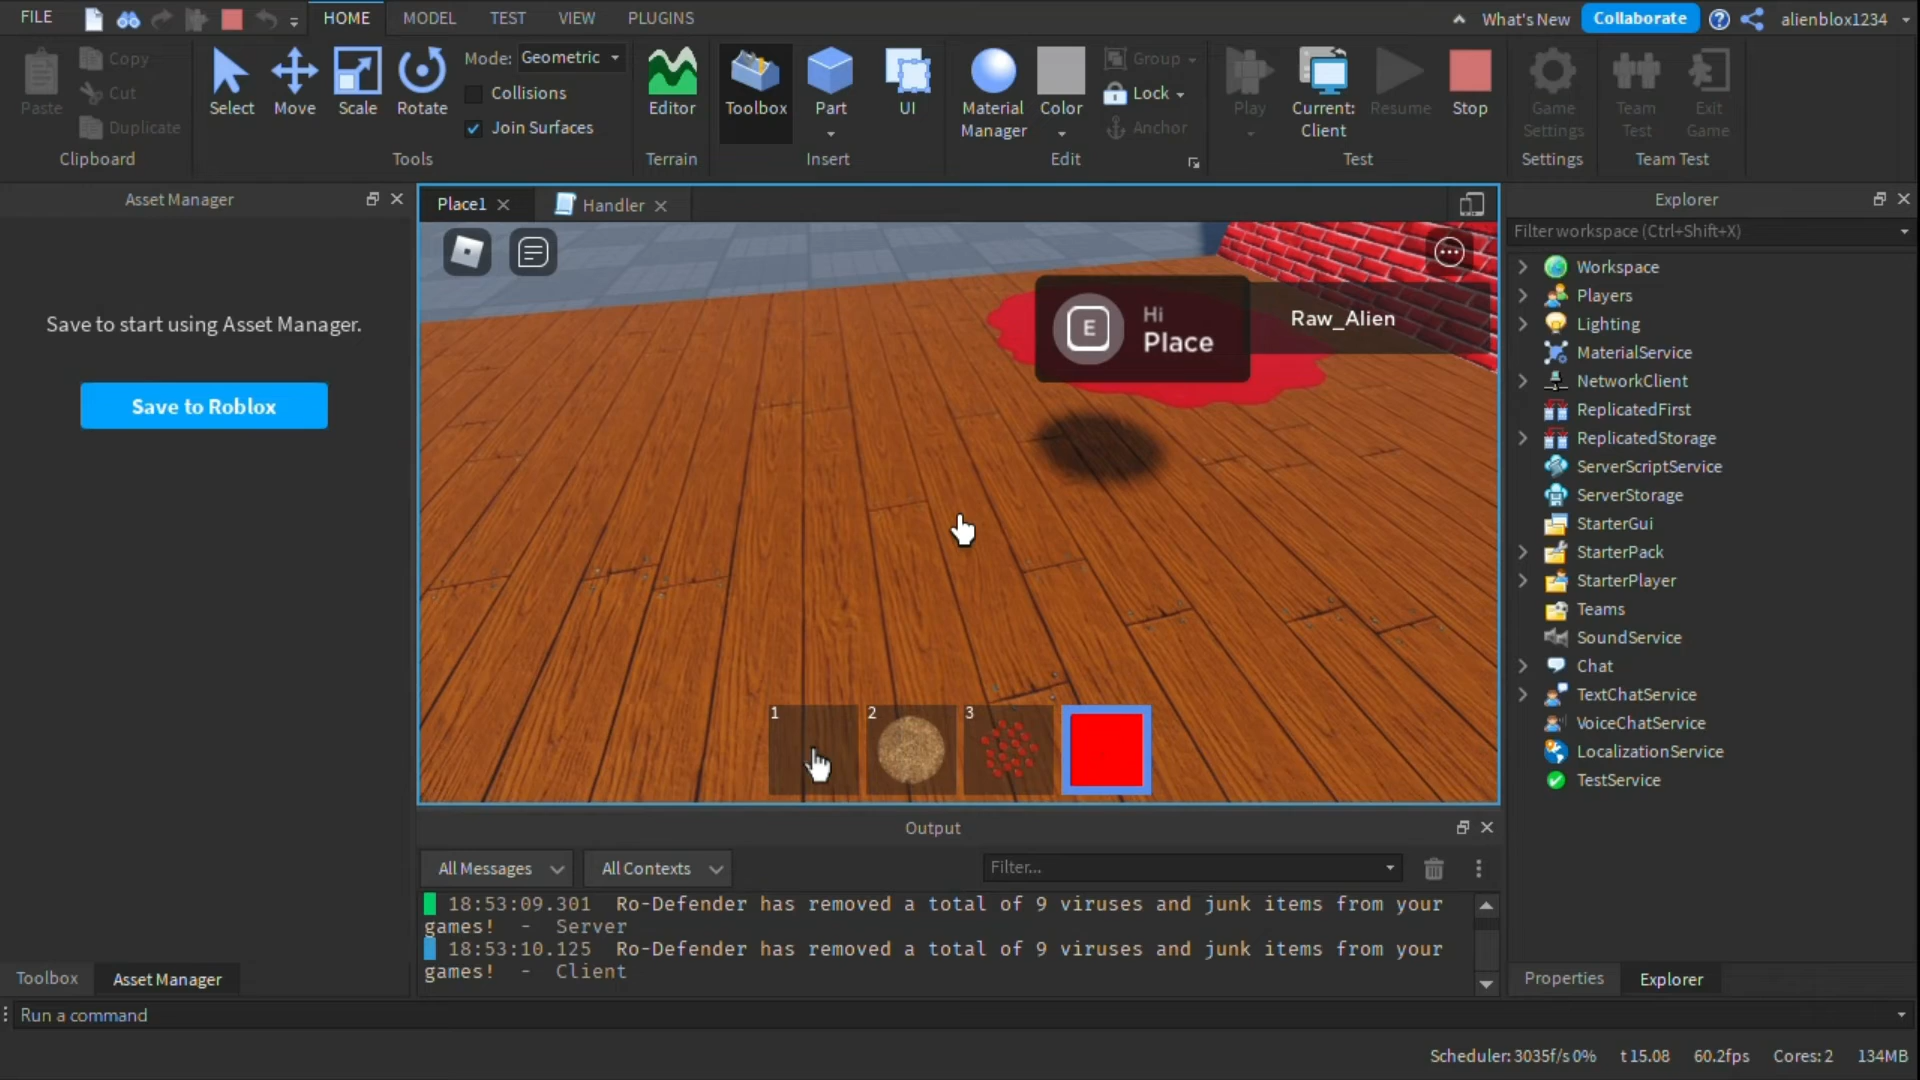 FILE
HOME
MODEL
TEST
VIEW
PLUGINS
What's New
Collaborate
alienblox1234
Paste
Copy
Cut
Duplicate
Clipboard
Select
Move
Scale
Rotate
Mode: Geometric
Collisions
Join Surfaces
Tools
Editor
Terrain
Toolbox
Part
UI
Insert
Material
Manager
Color
Group
Lock
Anchor
Edit
Play
Current:
Client
Resume
Stop
Test
Game
Settings
Settings
Team
Test
Exit
Game
Team Test
Asset Manager
Save to start using Asset Manager.
Save to Roblox
Toolbox
Asset Manager
Place1
Handler
E
Hi
Place
Raw_Alien
1
2
3
Output
All Messages
All Contexts
Filter...
18:53:09.301 Ro-Defender has removed a total of 9 viruses and junk items from your
games! - Server
18:53:10.125 Ro-Defender has removed a total of 9 viruses and junk items from your
games! - Client
Explorer
Filter workspace (Ctrl+Shift+X)
Workspace
Players
Lighting
MaterialService
NetworkClient
ReplicatedFirst
ReplicatedStorage
ServerScriptService
ServerStorage
StarterGui
StarterPack
StarterPlayer
Teams
SoundService
Chat
TextChatService
VoiceChatService
LocalizationService
TestService
Properties
Explorer
Run a command
Scheduler: 3035f/s 0% t 15.08 60.2fps Cores: 2 134MB